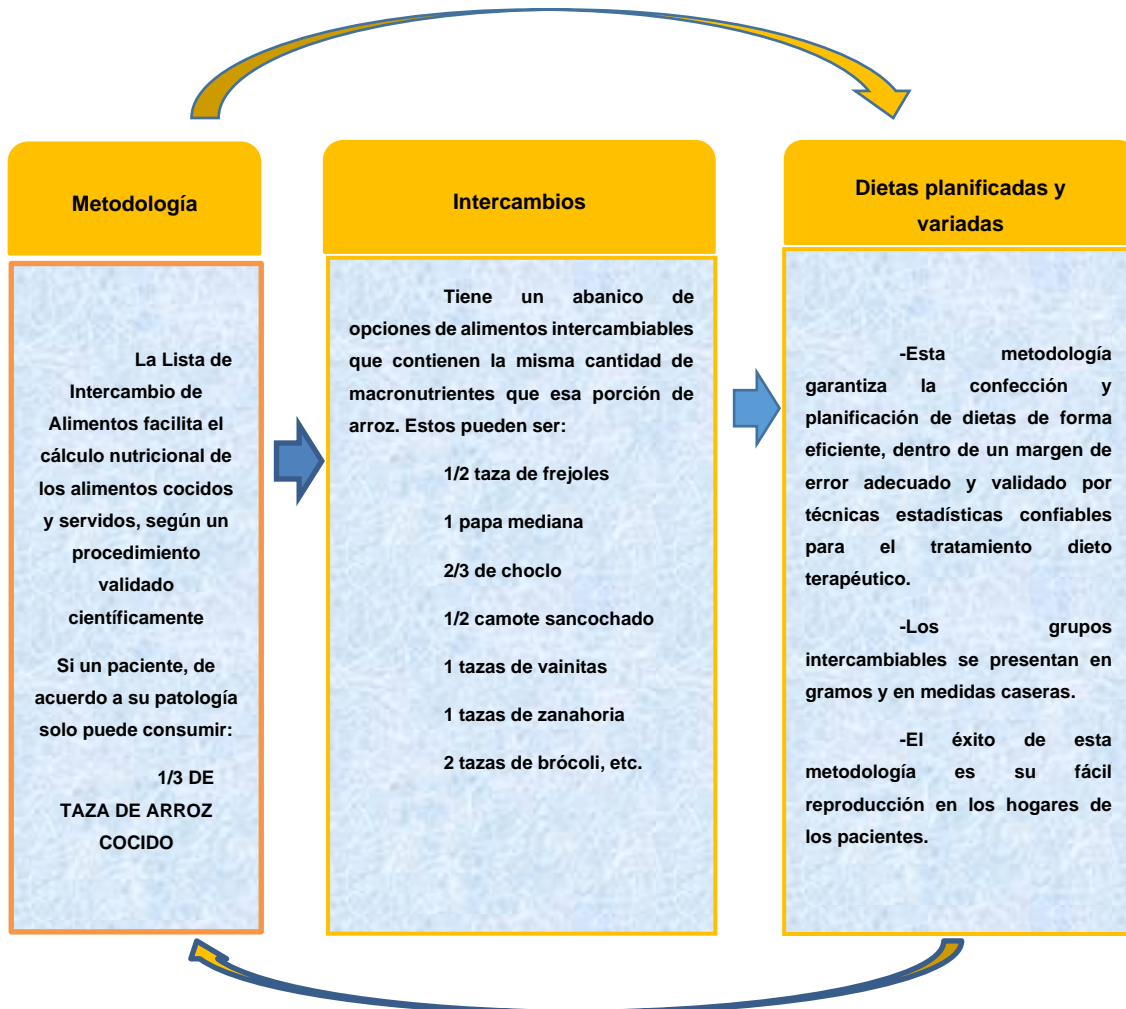 Metodología
La Lista de
Intercambio de
Alimentos facilita el
cálculo nutricional de
los alimentos cocidos
y servidos, según un
procedimiento
validado
científicamente
Si un paciente, de
acuerdo a su patología
solo puede consumir:
1/3 DE
TAZA DE ARROZ
COCIDO
Intercambios
Tiene un abanico de
opciones de alimentos intercambiables
que contienen la misma cantidad de
macronutrientes que esa porción de
arroz. Estos pueden ser:
1/2 taza de frejoles
1 papa mediana
2/3 de choclo
1/2 camote sancochado
1 tazas de vainitas
1 tazas de zanahoria
2 tazas de brócoli, etc.
Dietas planificadas y
variadas
-Esta metodología
garantiza la confección y
planificación de dietas de forma
eficiente, dentro de un margen de
error adecuado y validado por
técnicas estadísticas confiables
para el tratamiento dieto
terapéutico.
-Los grupos
intercambiables se presentan en
gramos y en medidas caseras.
-El éxito de esta
metodología es su fácil
reproducción en los hogares de
los pacientes.